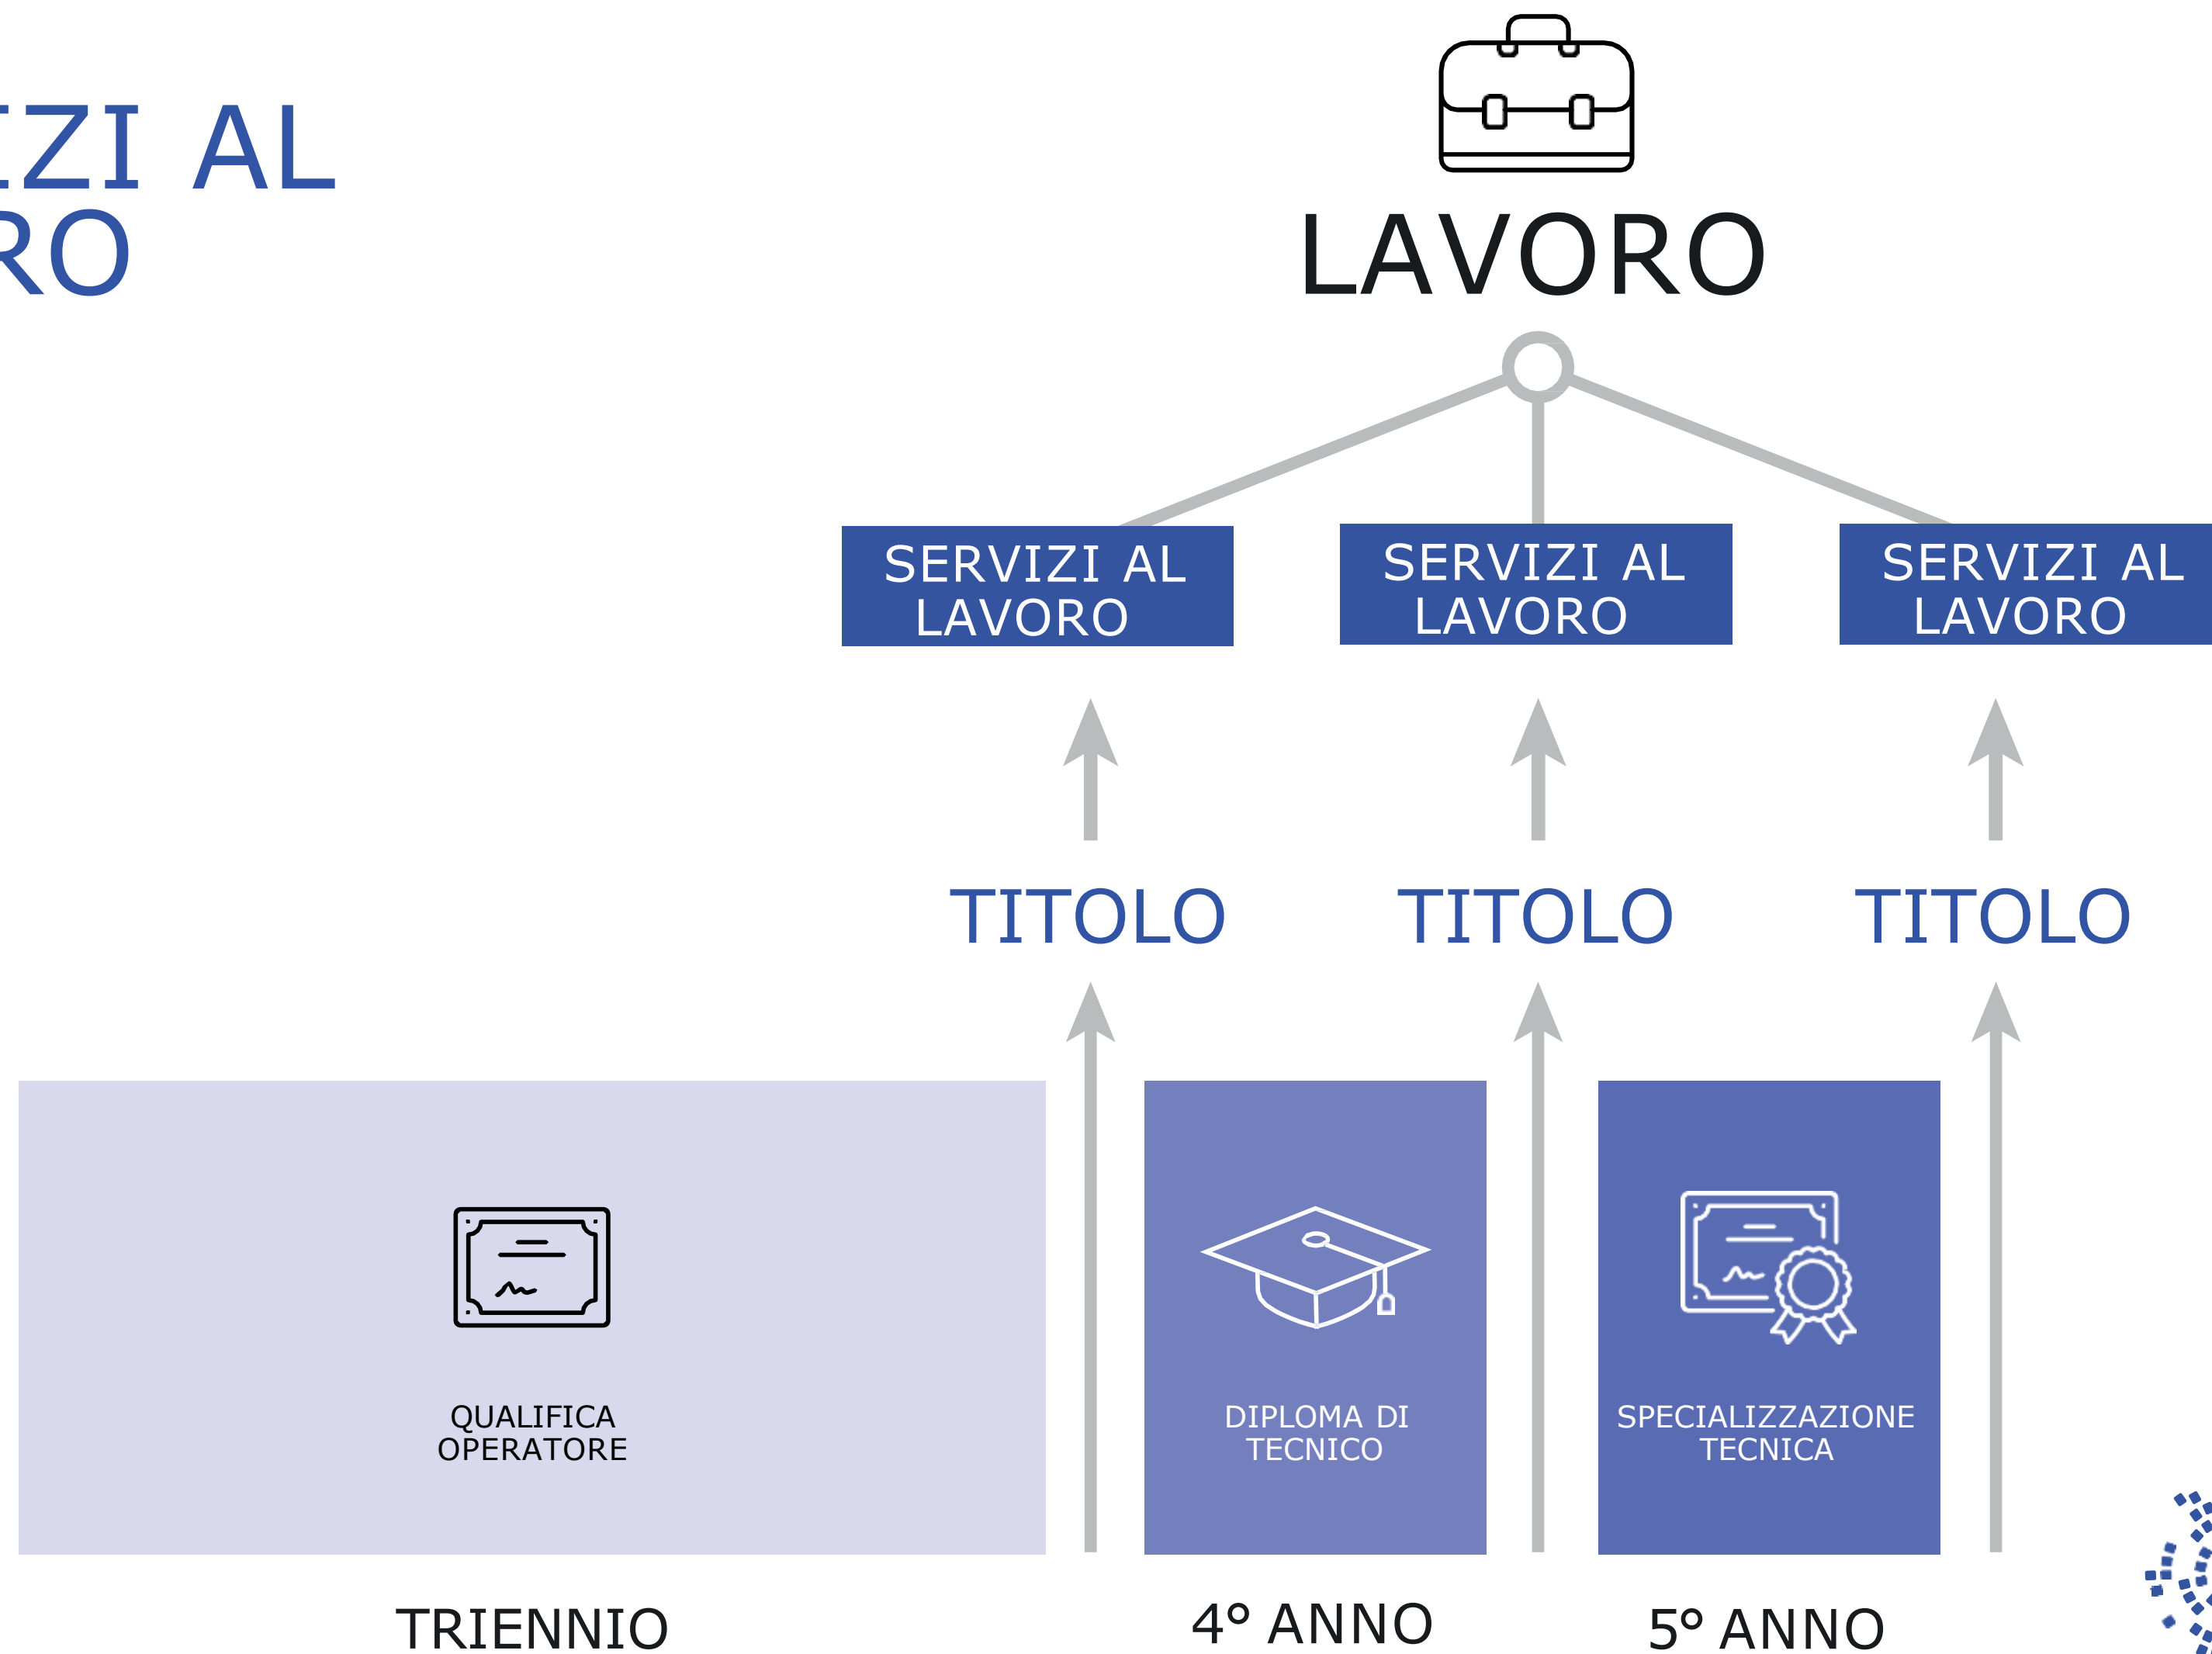 IZI AL
RO
LAVORO
SERVIZI AL
LAVORO
SERVIZI AL
LAVORO
SERVIZI AL
LAVORO
TITOLO
TITOLO
TITOLO
QUALIFICA
OPERATORE
DIPLOMA DI
TECNICO
SPECIALIZZAZIONE
TECNICA
TRIENNIO
4° ANNO
5° ANNO